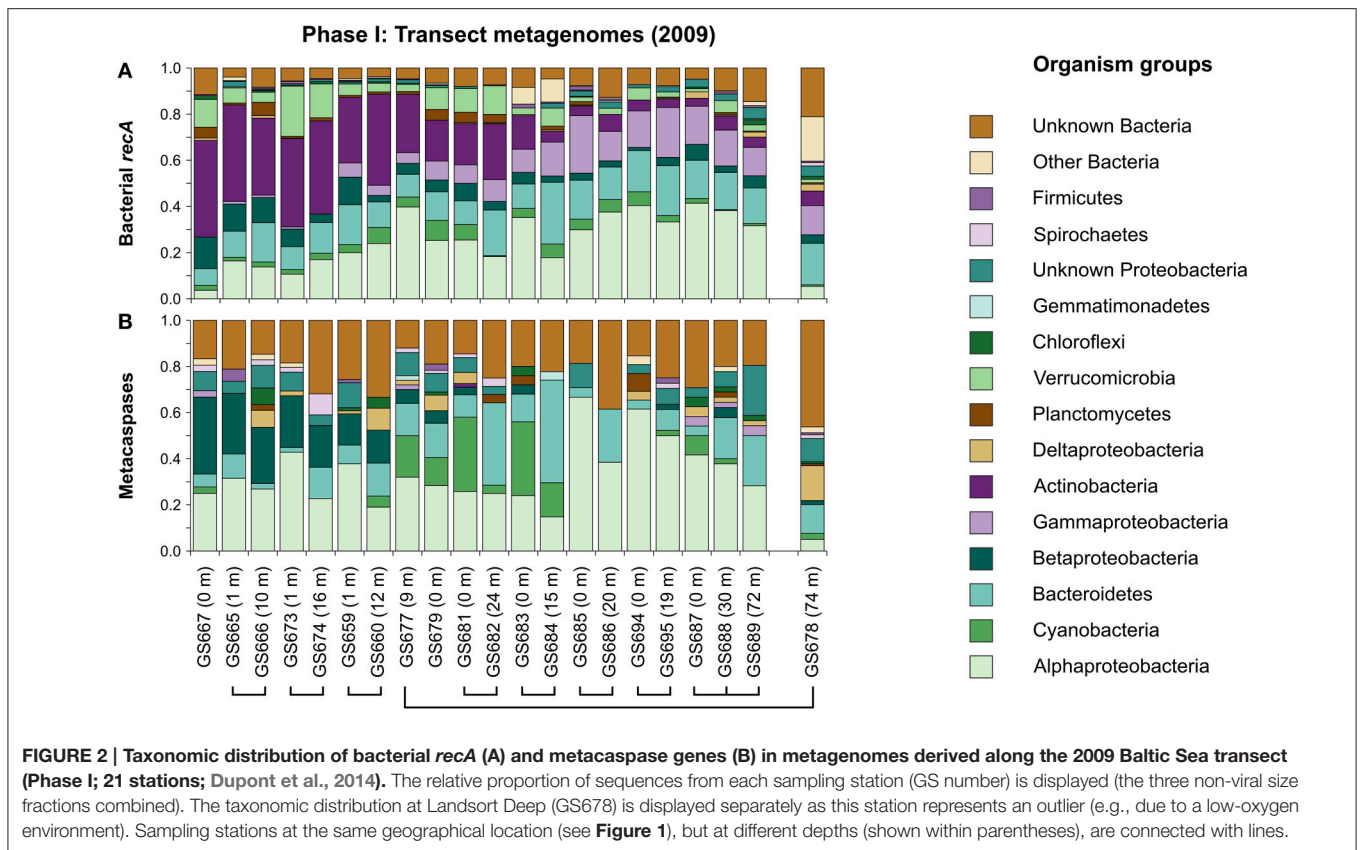 Phase I: Transect metagenomes (2009)
A
Bacterial recA
1.0
0.8
0.6
0.4
0.2
0.0
B
Metacaspases
1.0
0.8
0.6
0.4
0.2
0.0
GS667 (0 m)
GS665 (1 m)
GS666 (10 m)
GS673 (1 m)
GS674 (16 m)
GS659 (1 m)
GS660 (12 m)
GS677 (9 m)
GS679 (0 m)
GS681 (0 m)
GS682 (24 m)
GS683 (0 m)
GS684 (15 m)
GS685 (0 m)
GS686 (20 m)
GS694 (0 m)
GS695 (19 m)
GS687 (0 m)
GS688 (30 m)
GS689 (72 m)
GS678 (74 m)
Organism groups
Unknown Bacteria
Other Bacteria
Firmicutes
Spirochaetes
Unknown Proteobacteria
Gemmatimonadetes
Chloroflexi
Verrucomicrobia
Planctomycetes
Deltaproteobacteria
Actinobacteria
Gammaproteobacteria
Betaproteobacteria
Bacteroidetes
Cyanobacteria
Alphaproteobacteria
FIGURE 2 | Taxonomic distribution of bacterial recA (A) and metacaspase genes (B) in metagenomes derived along the 2009 Baltic Sea transect
(Phase I; 21 stations; Dupont et al., 2014). The relative proportion of sequences from each sampling station (GS number) is displayed (the three non-viral size
fractions combined). The taxonomic distribution at Landsort Deep (GS678) is displayed separately as this station represents an outlier (e.g., due to a low-oxygen
environment). Sampling stations at the same geographical location (see Figure 1), but at different depths (shown within parentheses), are connected with lines.